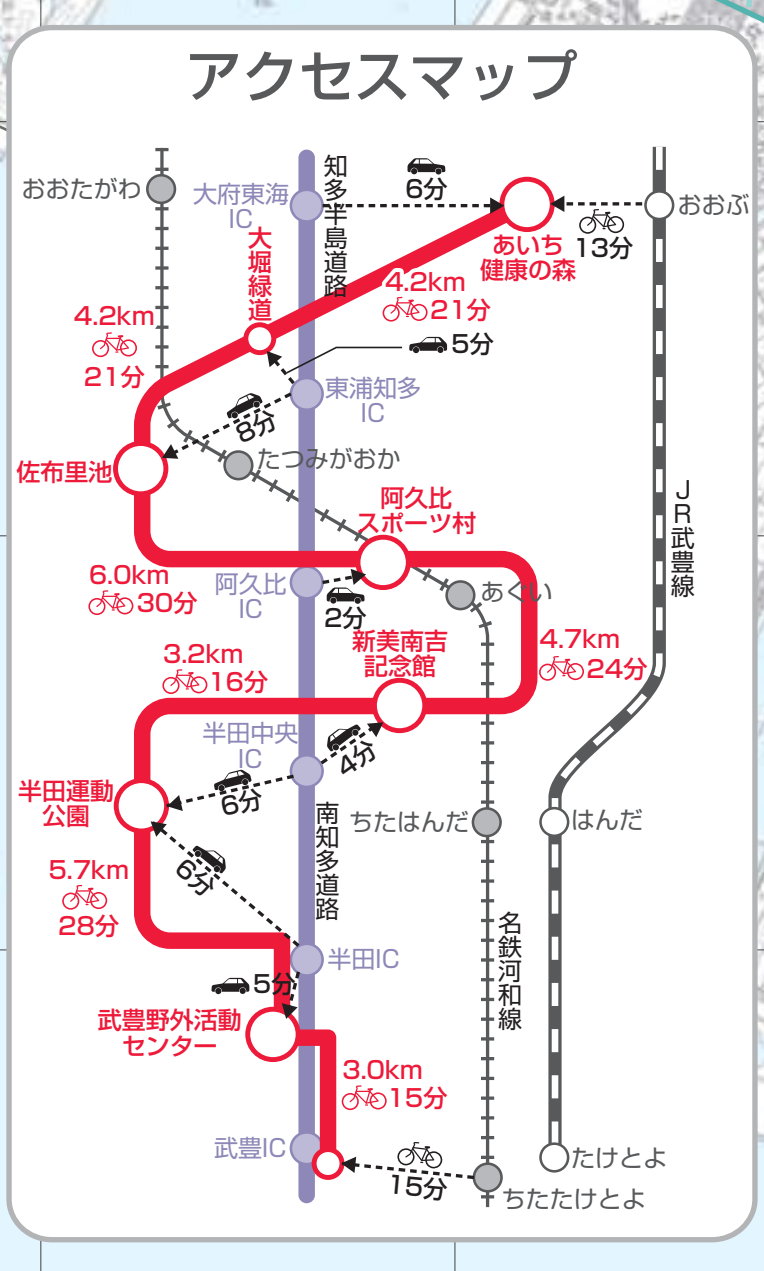 アクセスマップ
おおたがわ
大府東海
IC
知多半島道路
6分
あいち
健康の森
13分
おおぶ
大堀緑道
4.2km
21分
4.2km
21分
5分
東浦知多
IC
8分
佐布里池
たつみがおか
阿久比
スポーツ村
JR武豊線
6.0km
30分
阿久比
IC
2分
あぐい
新美南吉
記念館
4.7km
24分
3.2km
16分
半田中央
IC
4分
6分
半田運動
公園
南知多道路
ちたはんだ
はんだ
5.7km
28分
6分
半田IC
名鉄河和線
5分
武豊野外活動
センター
3.0km
15分
武豊IC
15分
たけとよ
ちたたけとよ